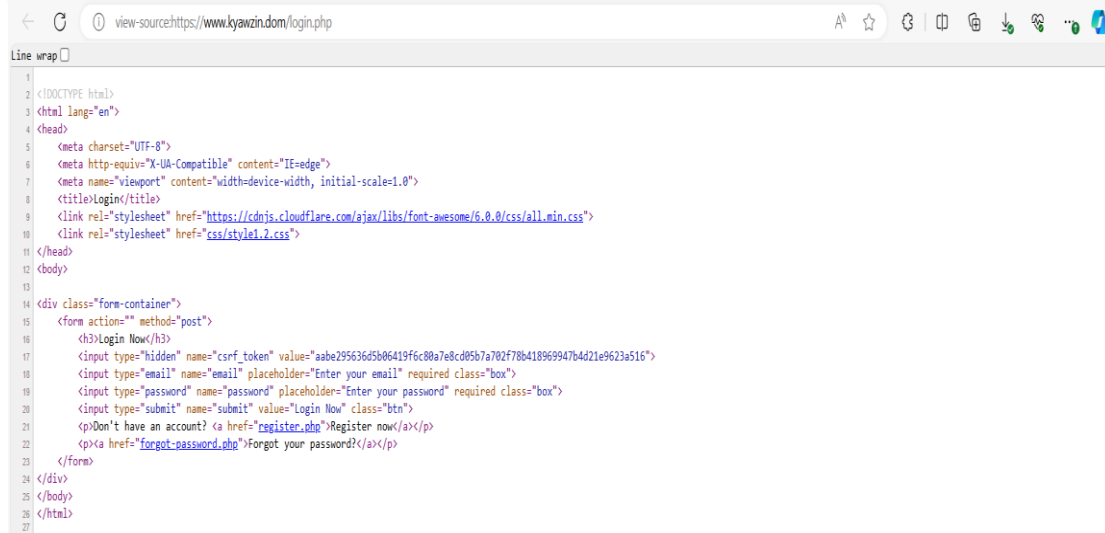 view-source:https://www.kyawzin.dom/login.php
Line wrap
1
2 <!DOCTYPE html>
3 <html lang="en">
4 <head>
5 <meta charset="UTF-8">
6 <meta http-equiv="X-UA-Compatible" content="IE=edge">
7 <meta name="viewport" content="width=device-width, initial-scale=1.0">
8 <title>Login</title>
9 <link rel="stylesheet" href="https://cdnjs.cloudflare.com/ajax/libs/font-awesome/6.0.0/css/all.min.css">
10 <link rel="stylesheet" href="css/style1.2.css">
11 </head>
12 <body>
13
14 <div class="form-container">
15 <form action="" method="post">
16 <h3>Login Now</h3>
17 <input type="hidden" name="csrf_token" value="aabe295636d5b06419f6c80a7e8cd05b7a702f78b418969947b4d21e9623a516">
18 <input type="email" name="email" placeholder="Enter your email" required class="box">
19 <input type="password" name="password" placeholder="Enter your password" required class="box">
20 <input type="submit" name="submit" value="Login Now" class="btn">
21 <p>Don't have an account? <a href="register.php">Register now</a></p>
22 <p><a href="forgot-password.php">Forgot your password?</a></p>
23 </form>
24 </div>
25 </body>
26 </html>
27